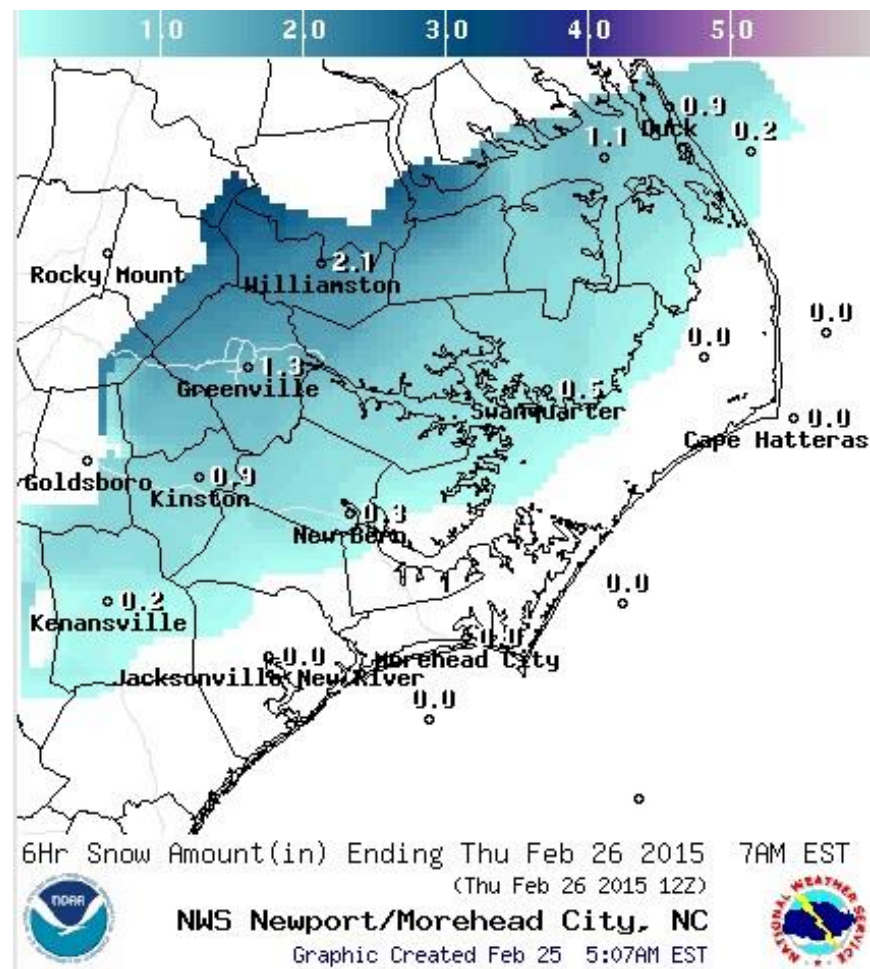 1.0 2.0 3.0 4.0 5.0
0.9
Duck
1.1 0.2
Rocky Mount
2.1
Williamston
0.0
0.0
1.3
Greenville
0.5
Swanquarter
0.0
Cape Hatteras
Goldsboro
0.9
Kinston
0.3
New Bern
0.2
Kenansville
0.0
0.0
Morehead City
0.0
Jacksonville New River
0.0
6Hr Snow Amount(in) Ending Thu Feb 26 2015 7AM EST
(Thu Feb 26 2015 12Z)
NWS Newport/Morehead City, NC
Graphic Created Feb 25 5:07AM EST
NOAA
NATIONAL WEATHER SERVICE